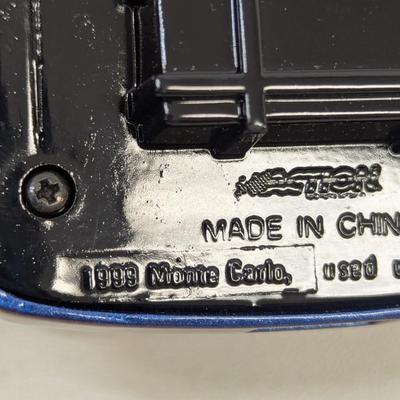 ACTION
MADE IN CHIN
1999 Monte Carlo, used u